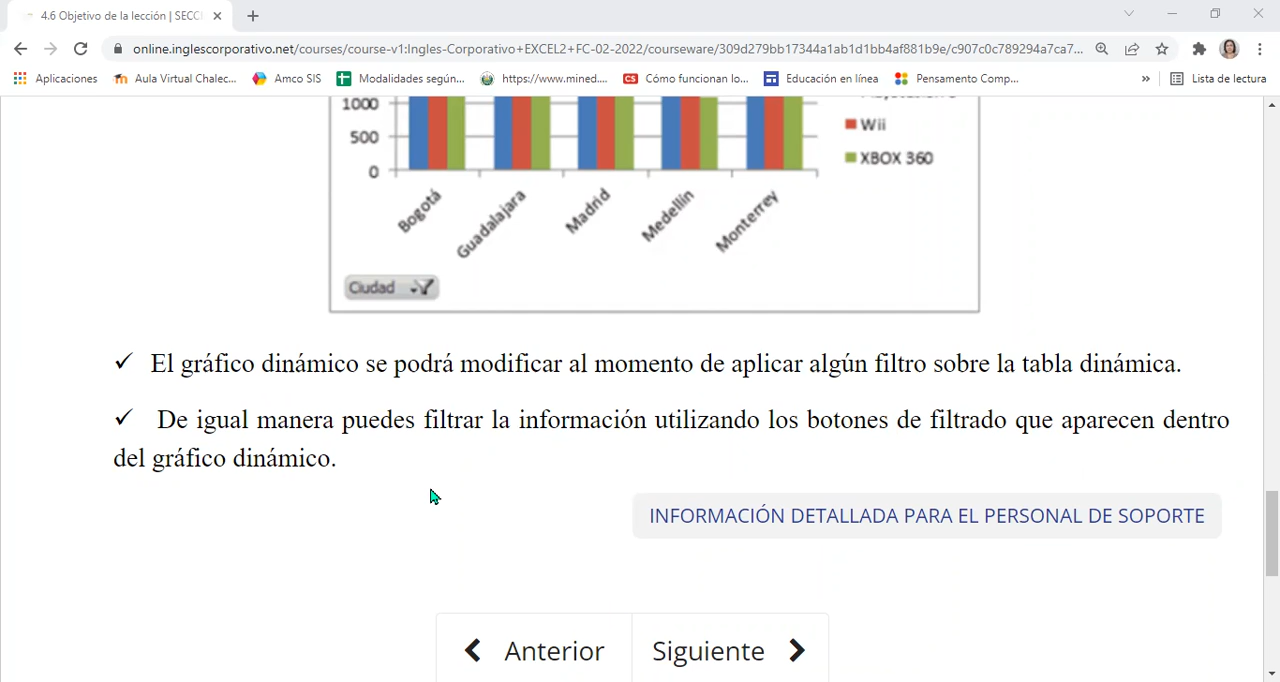 4.6 Objetivo de la lección | SECCI
online.inglescorporativo.net/courses/course-v1:Ingles-Corporativo+EXCEL2+FC-02-2022/courseware/309d279bb17344a1ab1d1bb4af881b9e/c907c0c789294a7ca7...
Aplicaciones Aula Virtual Chalec... Amco SIS Modalidades según,... https://www.mined.... CS Cómo funcionan lo... Educación en línea Pensamento Comp... » Lista de lectura
1000
500
0
Wii
XBOX 360
Bogotá Guadalajara Madrid Medellín Monterrey
Ciudad
✓ El gráfico dinámico se podrá modificar al momento de aplicar algún filtro sobre la tabla dinámica.
✓ De igual manera puedes filtrar la información utilizando los botones de filtrado que aparecen dentro
del gráfico dinámico.
INFORMACIÓN DETALLADA PARA EL PERSONAL DE SOPORTE
Anterior Siguiente